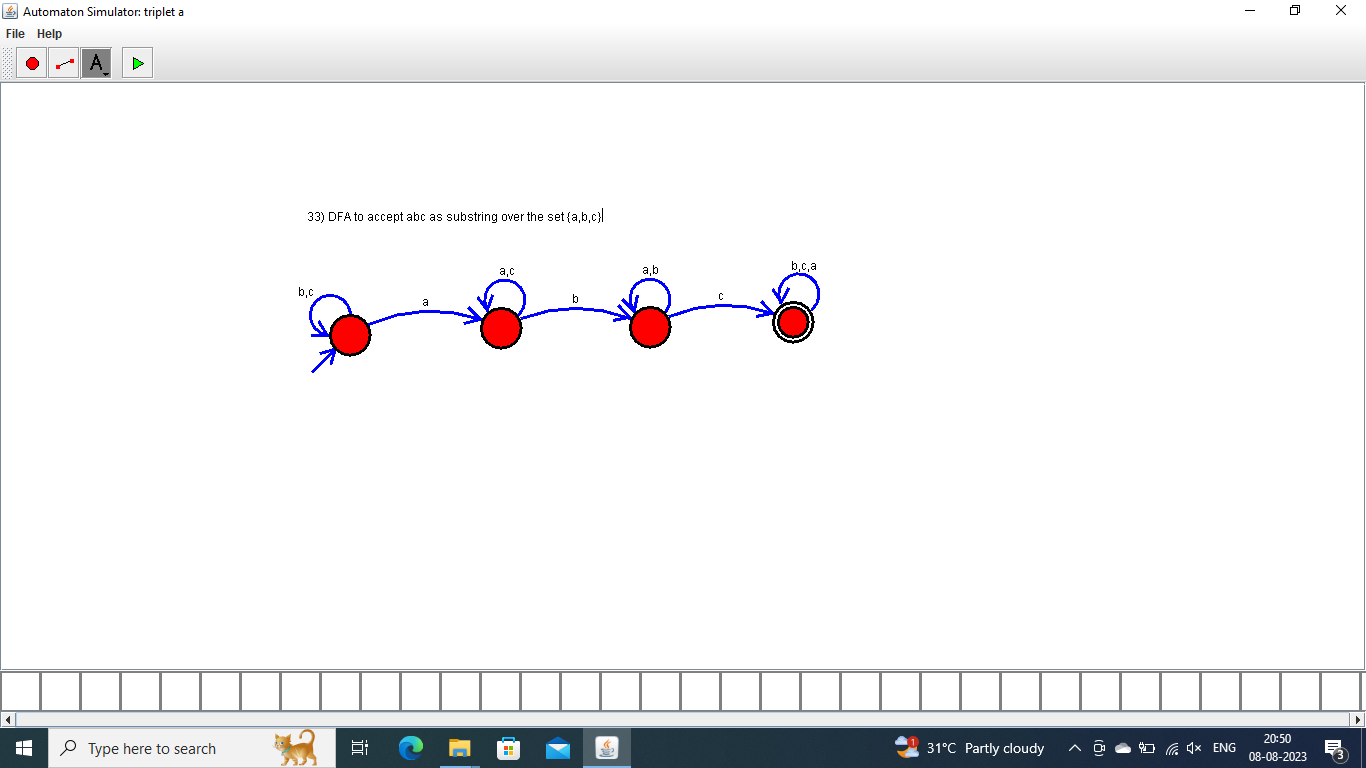 Automaton Simulator: triplet a
File Help
A
33) DFA to accept abc as substring over the set {a,b,c}
b,c
a
a,c
b
a,b
c
b,c,a
Type here to search
1
31°C Partly cloudy
ENG
20:50
08-08-2023
3